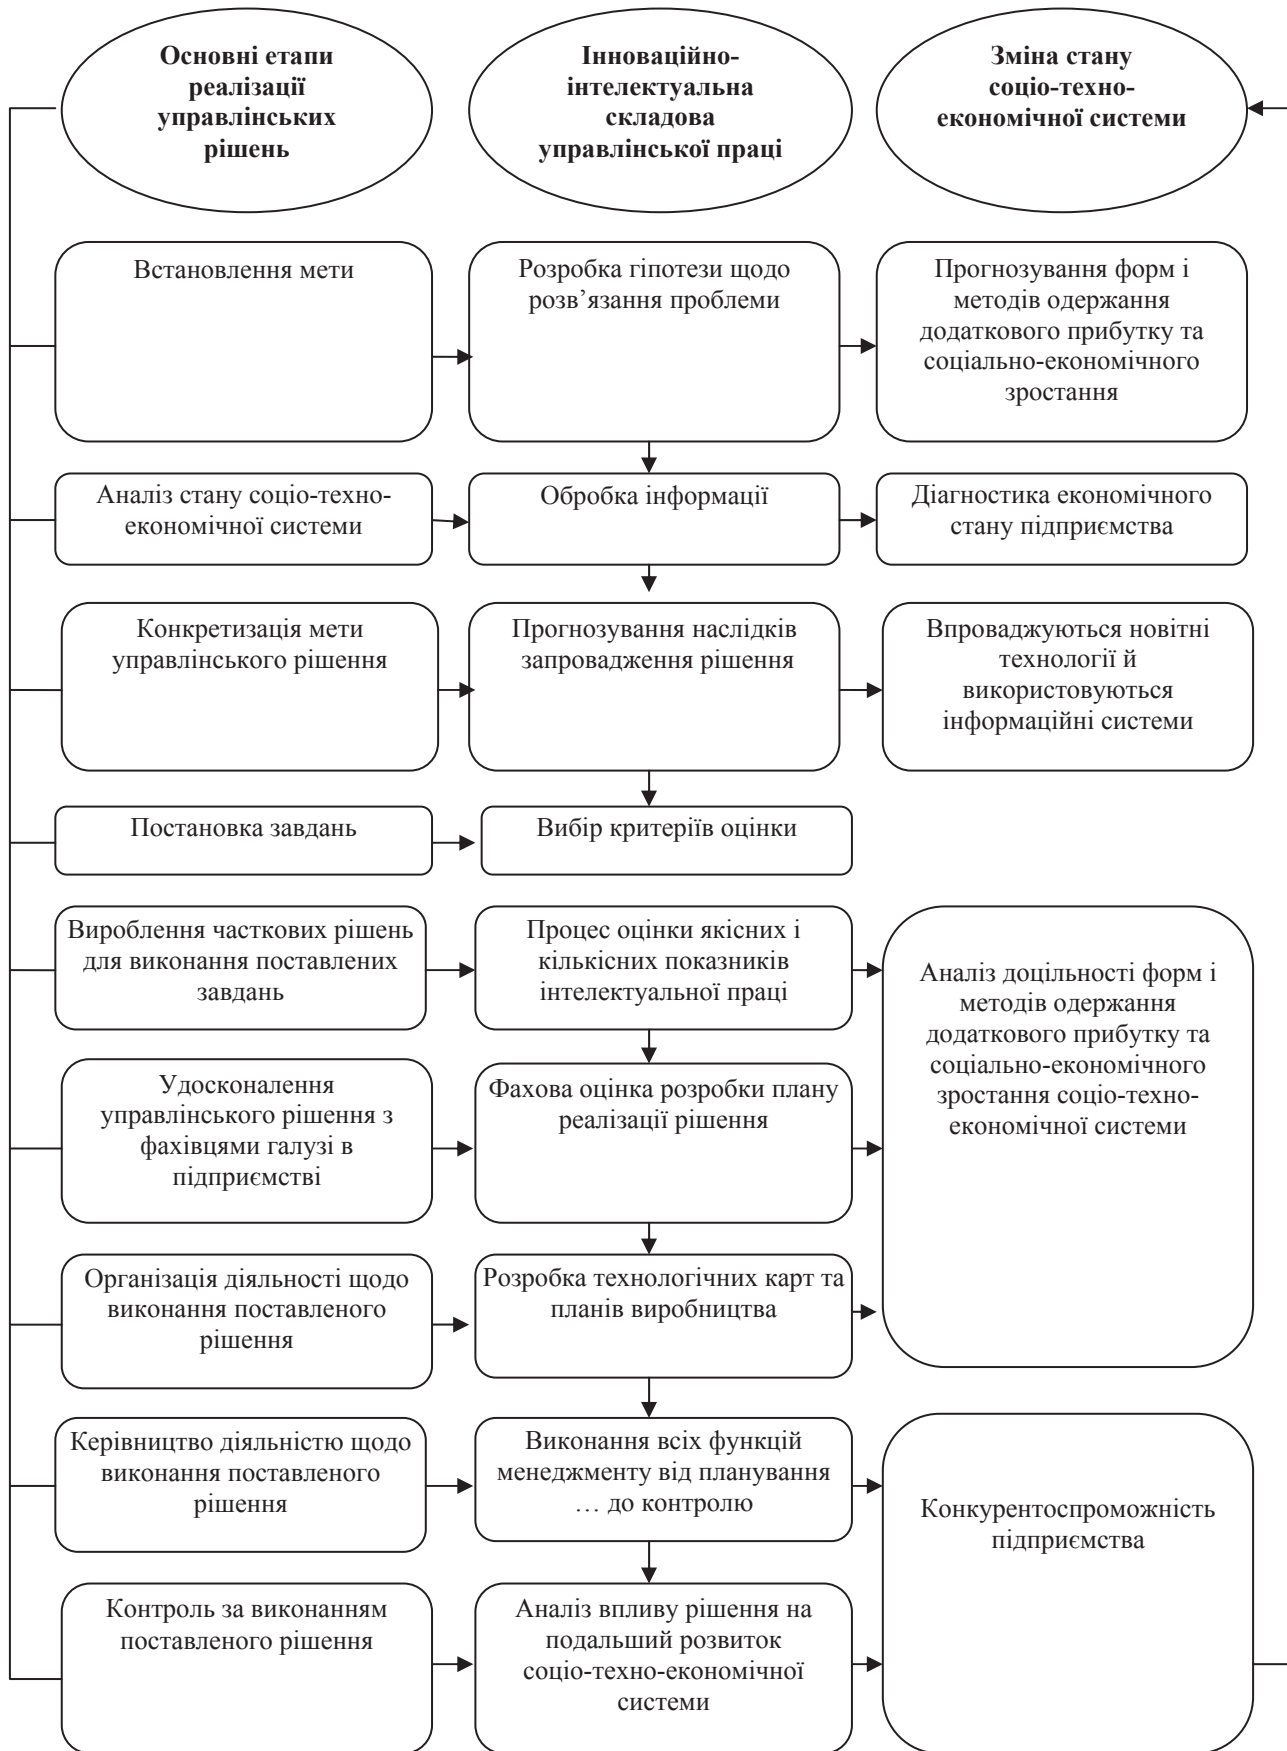 Основні етапи
реалізації
управлінських
рішень
Інноваційно-
інтелектуальна
складова
управлінської праці
Зміна стану
соціо-техно-
економічної системи
Встановлення мети
Розробка гіпотези щодо
розв’язання проблеми
Прогнозування форм і
методів одержання
додаткового прибутку та
соціально-економічного
зростання
Аналіз стану соціо-техно-
економічної системи
Обробка інформації
Діагностика економічного
стану підприємства
Конкретизація мети
управлінського рішення
Прогнозування наслідків
запровадження рішення
Впроваджуються новітні
технології й
використовуються
інформаційні системи
Постановка завдань
Вибір критеріїв оцінки
Вироблення часткових рішень
для виконання поставлених
завдань
Процес оцінки якісних і
кількісних показників
інтелектуальної праці
Аналіз доцільності форм і
методів одержання
додаткового прибутку та
соціально-економічного
зростання соціо-техно-
економічної системи
Удосконалення
управлінського рішення з
фахівцями галузі в
підприємстві
Фахова оцінка розробки плану
реалізації рішення
Організація діяльності щодо
виконання поставленого
рішення
Розробка технологічних карт та
планів виробництва
Керівництво діяльністю щодо
виконання поставленого
рішення
Виконання всіх функцій
менеджменту від планування
… до контролю
Конкурентоспроможність
підприємства
Контроль за виконанням
поставленого рішення
Аналіз впливу рішення на
подальший розвиток
соціо-техно-економічної
системи